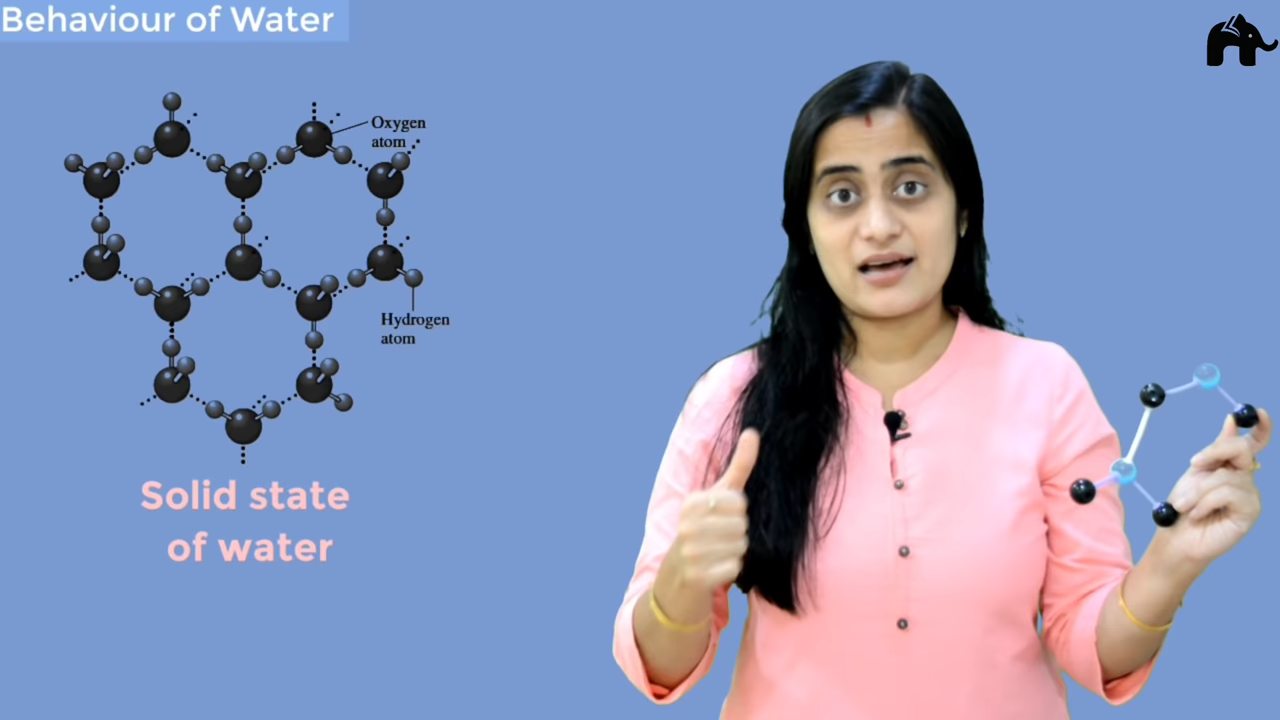 Behaviour of Water
Oxygen
atom
Hydrogen
atom
Solid state
of water